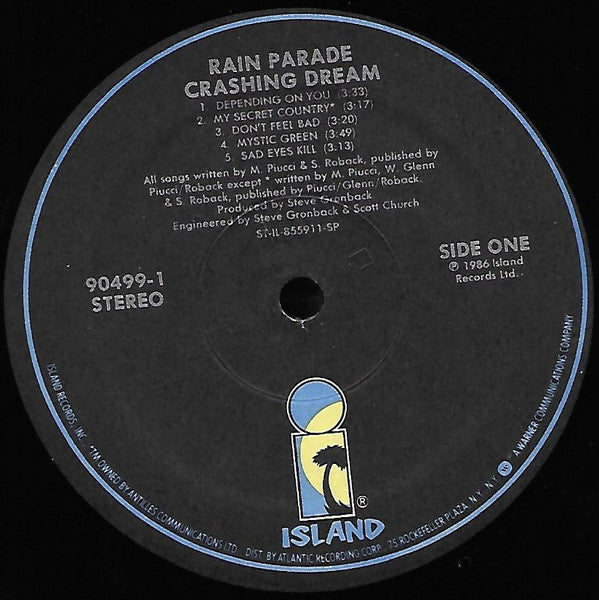 RAIN PARADE
CRASHING DREAM
1. DEPENDING ON YOU (3:33)
2. MY SECRET COUNTRY* (3:17)
3. DON'T FEEL BAD (3:20)
4. MYSTIC GREEN (3:49)
5. SAD EYES KILL (3.13)
All songs written by M. Piucci & S. Roback, published by
Piucci/Roback except * written by M. Piucci, W. Glenn
& S. Roback, published by Piucci/Glenn/Roback.
Produced by Steve Gronback
Engineered by Steve Gronback & Scott Church
ST-IL-855911-SP
90499-1
STEREO
SIDE ONE
℗ 1986 Island
Records Ltd.
i
®
ISLAND
ISLAND RECORDS, INC. *TM OWNED BY ANTILLES COMMUNICATIONS LTD. DIST. BY ATLANTIC RECORDING CORP. 75 ROCKEFELLER PLAZA, N.Y., N.Y. A WARNER COMMUNICATIONS COMPANY